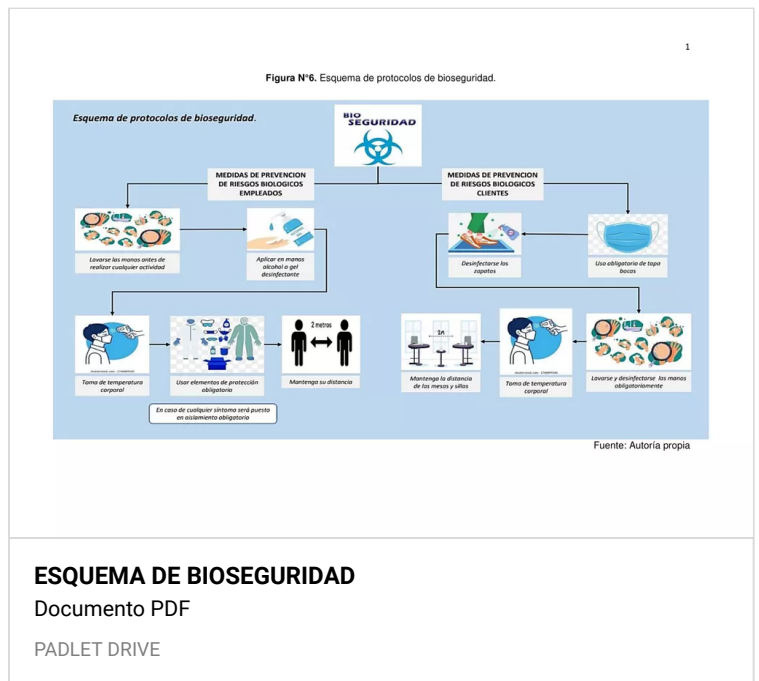 1
Figura N°6. Esquema de protocolos de bioseguridad.
Esquema de protocolos de bioseguridad.
BIO
SEGURIDAD
MEDIDAS DE PREVENCION
DE RIESGOS BIOLOGICOS
EMPLEADOS
MEDIDAS DE PREVENCION
DE RIESGOS BIOLOGICOS
CLIENTES
Lavarse las manos antes de
realizar cualquier actividad
Aplicar en manos
alcohol o gel
desinfectante
Desinfectarse los
zapatos
Uso obligatorio de tapa
bocas
Toma de temperatura
corporal
Usar elementos de protección
obligatorio
2 metros
Mantenga su distancia
2m
Mantenga la distancia
de las mesas y sillas
Toma de temperatura
corporal
Lavarse y desinfectarse las manos
obligatoriamente
En caso de cualquier síntoma será puesto
en aislamiento obligatorio
Fuente: Autoría propia
ESQUEMA DE BIOSEGURIDAD
Documento PDF
PADLET DRIVE